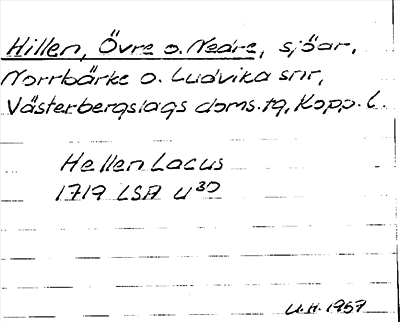 Hillen, Övre o. Nedre, sjöar,
Norrbärke o. Ludvika snr,
Västerbergslags doms.tg, Kopp. l.
Hellen Lacus
1719 LSA U³⁰
U.H. 1957